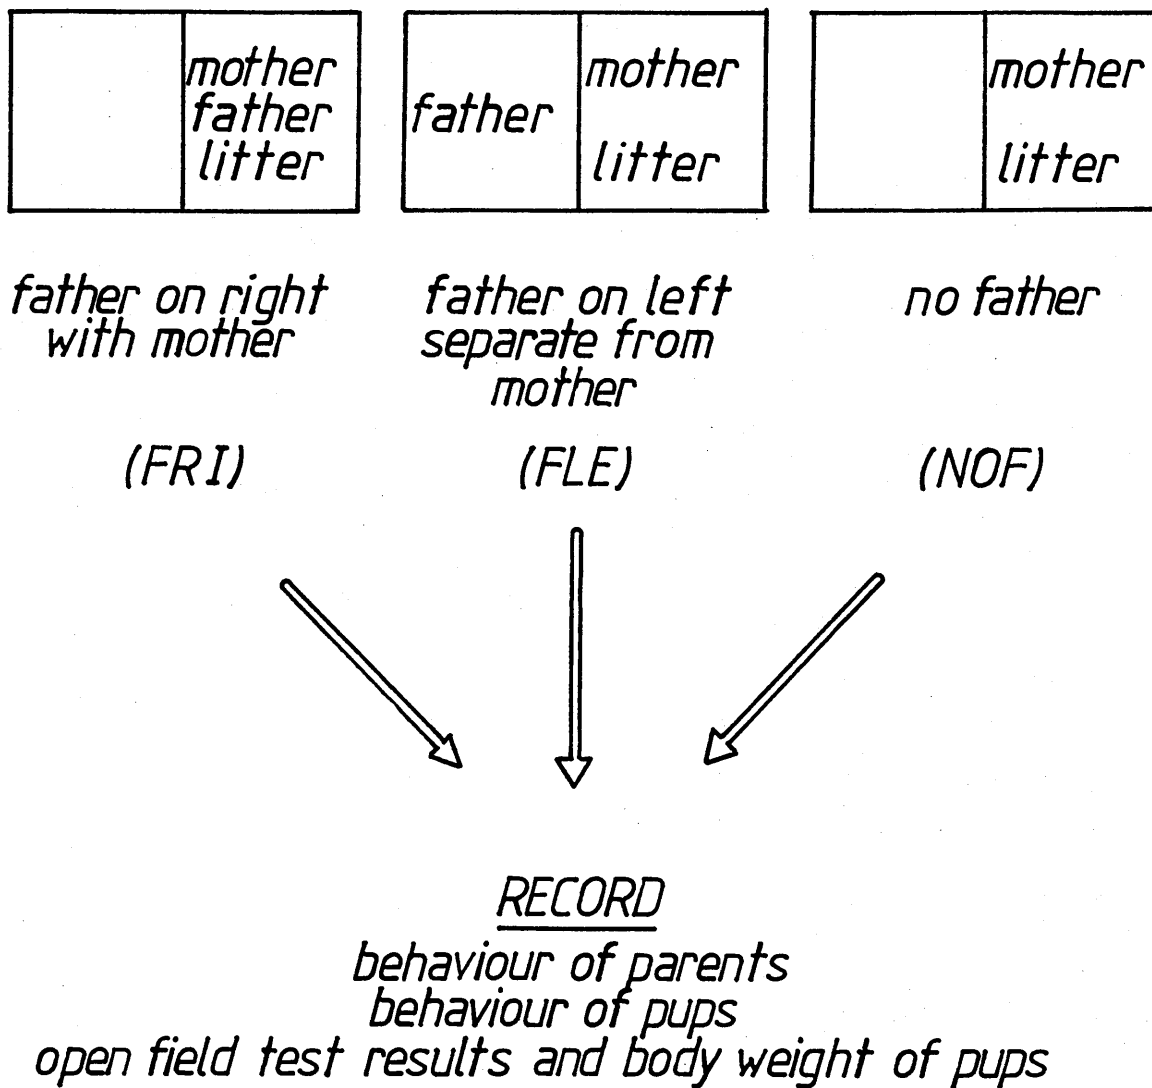 mother
father
litter
father
mother
litter
mother
litter
father on right
with mother
father on left
separate from
mother
no father
(FRI)
(FLE)
(NOF)
RECORD
behaviour of parents
behaviour of pups
open field test results and body weight of pups